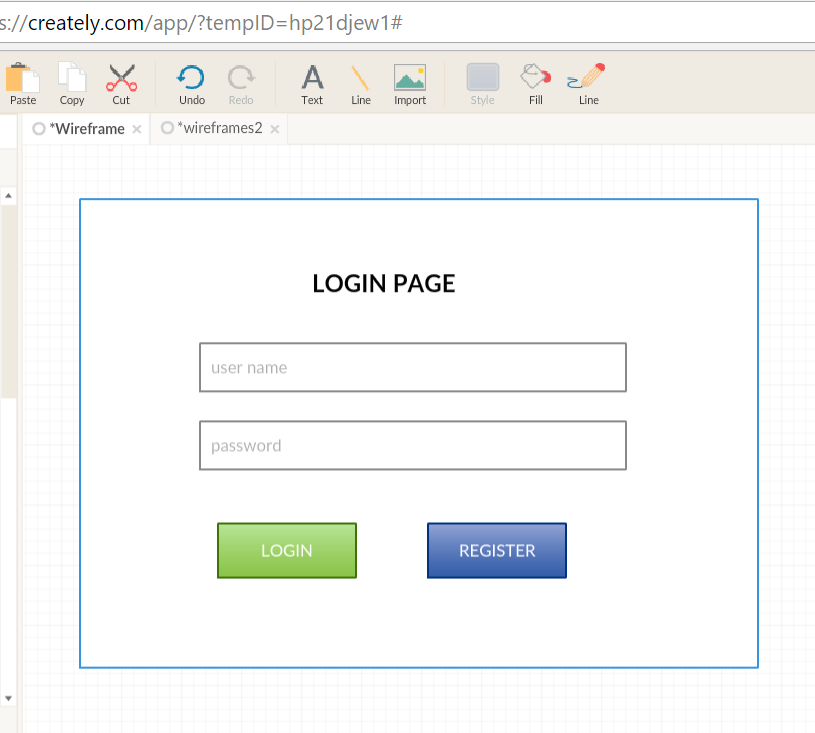 s://creately.com/app/?tempID=hp21djew1#
Paste Copy Cut Undo Redo Text Line Import Style Fill Line
*Wireframe × *wireframes2 ×
LOGIN PAGE
user name
password
LOGIN REGISTER